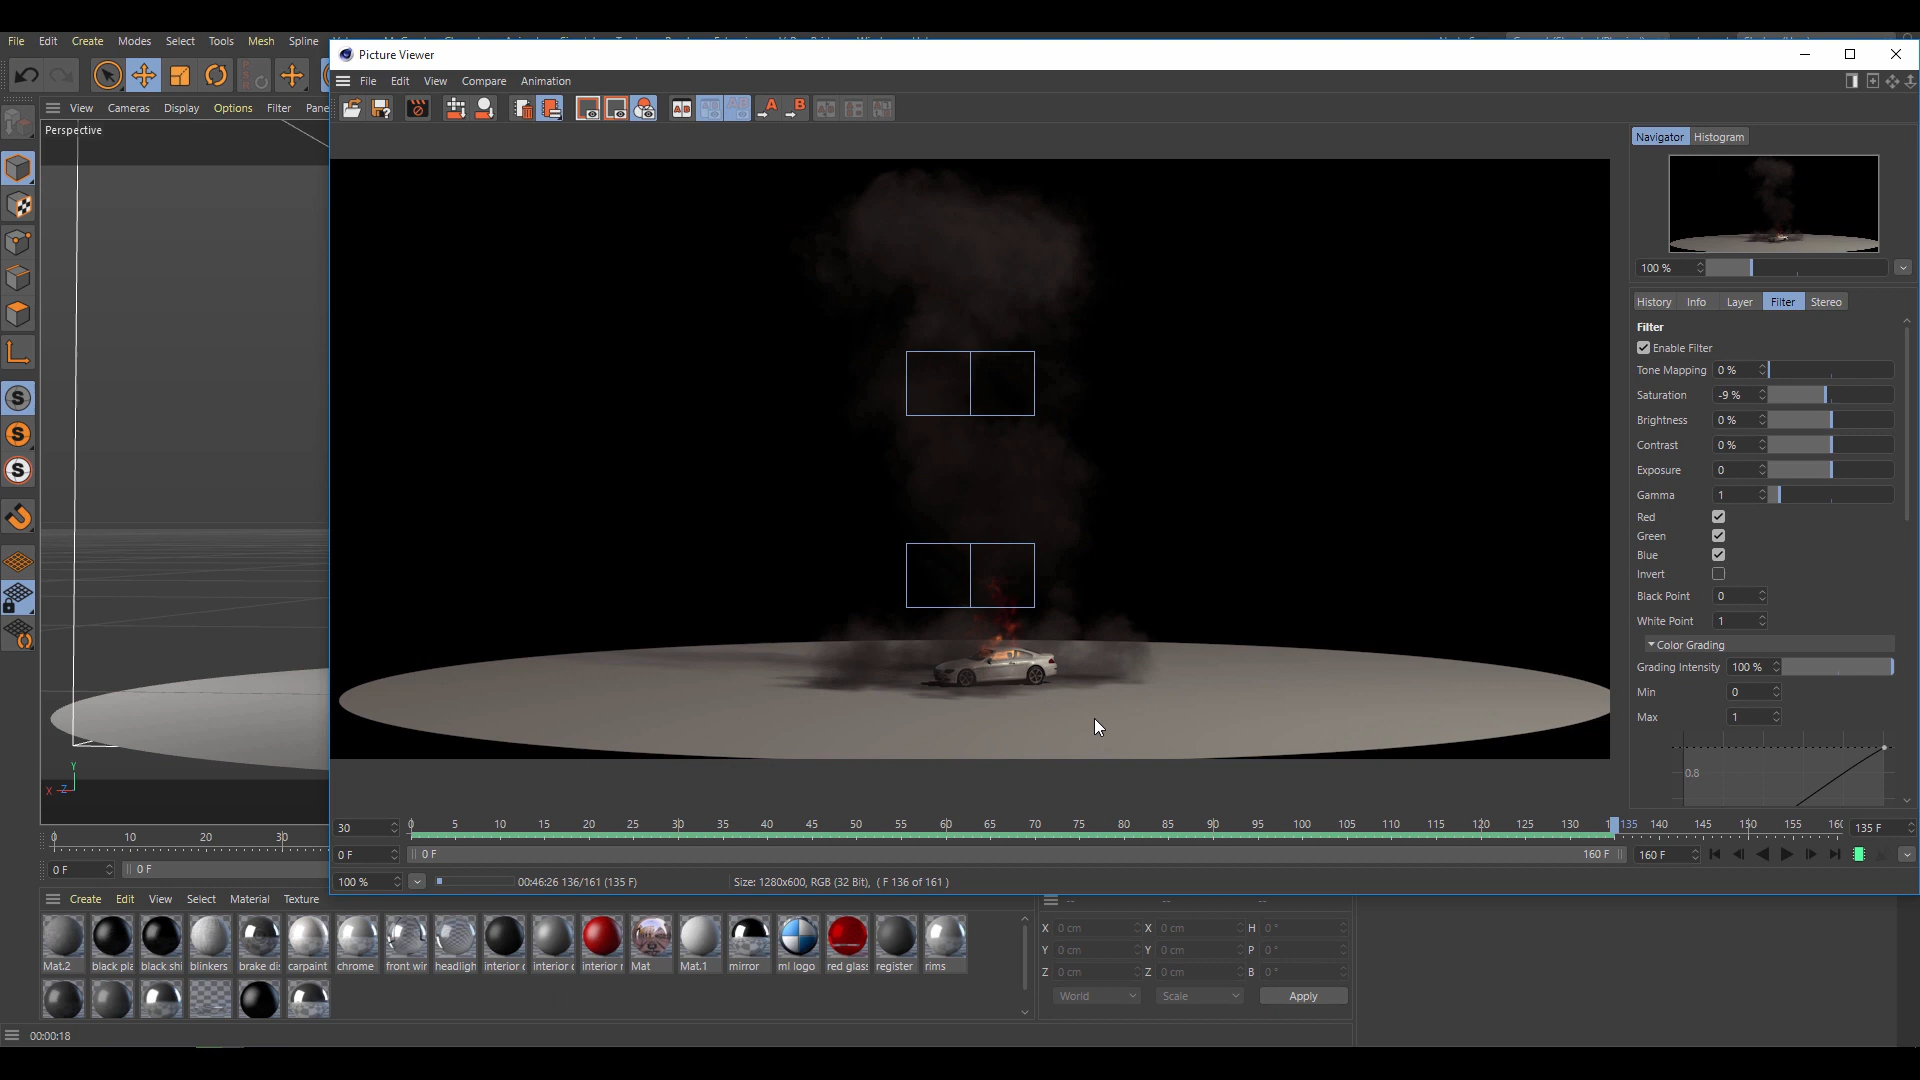 Picture Viewer
File Edit Create Modes Select Tools Mesh Spline
File Edit View Compare Animation
View Cameras Display Options Filter Pane
Perspective
Navigator Histogram
100 %
History Info Layer Filter Stereo
Filter
Enable Filter
Tone Mapping 0 %
Saturation -9 %
Brightness 0 %
Contrast 0 %
Exposure 0
Gamma 1
Red
Green
Blue
Invert
Black Point 0
White Point 1
Color Grading
Grading Intensity 100 %
Min 0
Max 1
0.8
Y
X Z
30 0 5 10 15 20 25 30 35 40 45 50 55 60 65 70 75 80 85 90 95 100 105 110 115 120 125 130 135 140 145 150 155 135 F
0 10 20 30
0 F 0 F 160 F 160 F
0 F 0 F
100 % 00:46:26 136/161 (135 F) Size: 1280x600, RGB (32 Bit), ( F 136 of 161 )
Create Edit View Select Material Texture
-- -- --
X 0 cm X 0 cm H 0 °
Y 0 cm Y 0 cm P 0 °
Z 0 cm Z 0 cm B 0 °
Mat.2 black pla black shi blinkers brake di carpaint chrome front wir headligh interior interior interior r Mat Mat.1 mirror ml logo red glass register rims
World Scale Apply
00:00:18